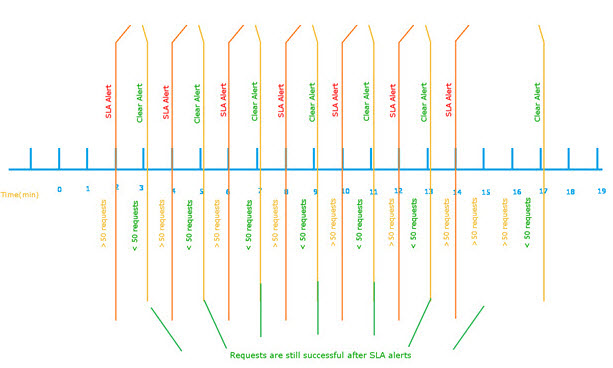 SLA Alert
Clear Alert
SLA Alert
Clear Alert
SLA Alert
Clear Alert
SLA Alert
Clear Alert
SLA Alert
Clear Alert
SLA Alert
Clear Alert
SLA Alert
Clear Alert
Time(min)
0 1 2 3 4 5 6 7 8 9 10 11 12 13 14 15 16 17 18 19
> 50 requests
< 50 requests
> 50 requests
< 50 requests
> 50 requests
< 50 requests
> 50 requests
< 50 requests
> 50 requests
< 50 requests
> 50 requests
< 50 requests
> 50 requests
> 50 requests
> 50 requests
< 50 requests
Requests are still successful after SLA alerts